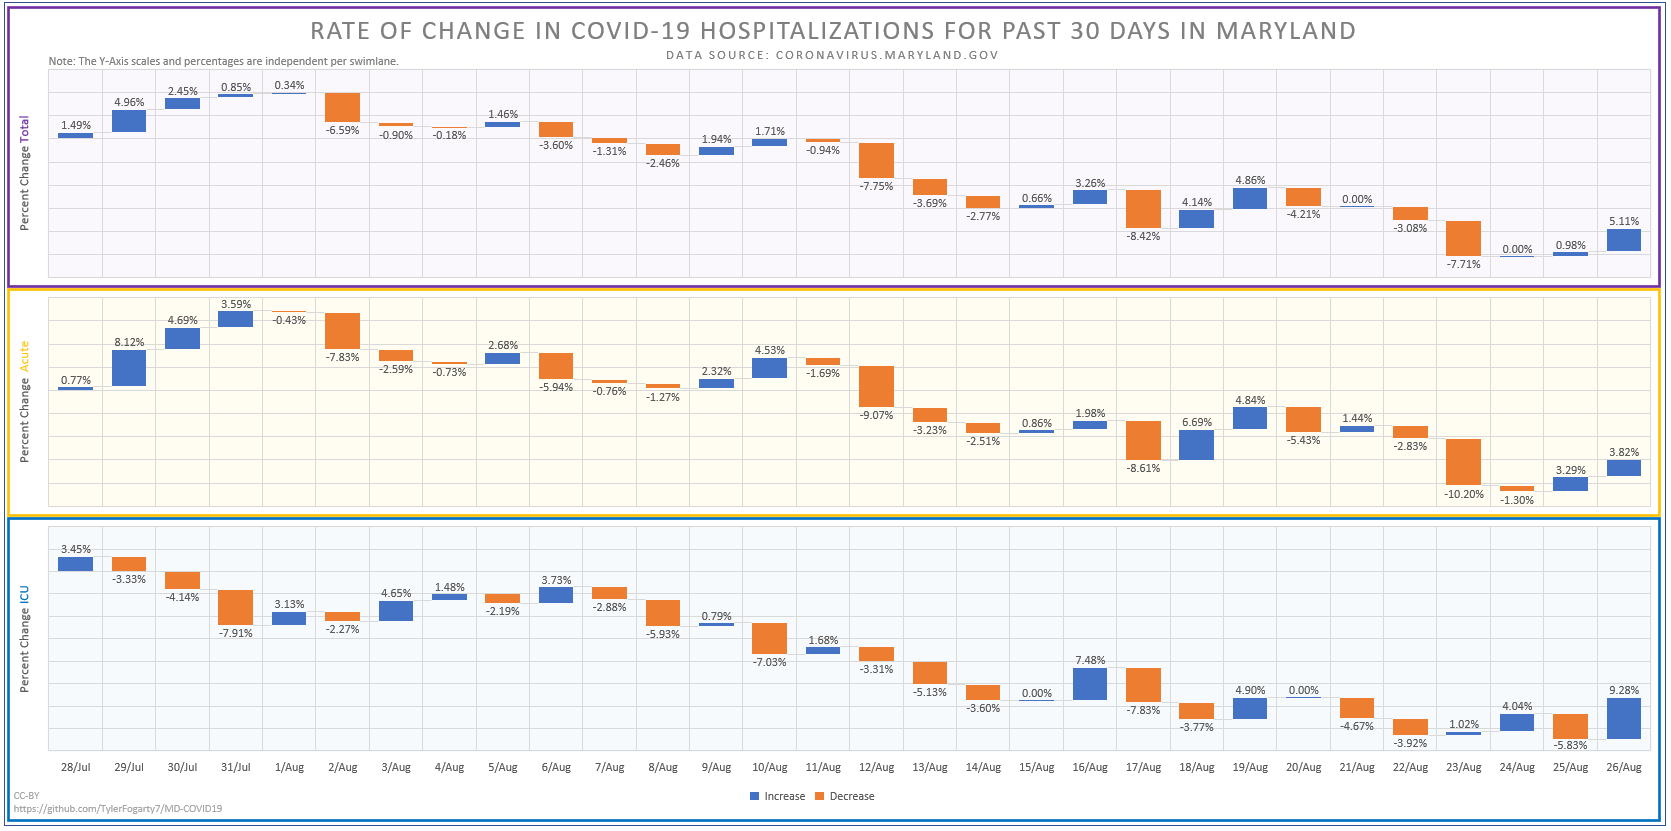 RATE OF CHANGE IN COVID-19 HOSPITALIZATIONS FOR PAST 30 DAYS IN MARYLAND
DATA SOURCE: CORONAVIRUS.MARYLAND.GOV
Note: The Y-Axis scales and percentages are independent per swimlane.
Percent Change Total
1.49% 4.96% 2.45% 0.85% 0.34% -6.59% -0.90% -0.18% 1.46% -3.60% -1.31% -2.46% 1.94% 1.71% -0.94% -7.75% -3.69% -2.77% 0.66% 3.26% -8.42% 4.14% 4.86% -4.21% 0.00% -3.08% -7.71% 0.00% 0.98% 5.11%
Percent Change Acute
0.77% 8.12% 4.69% 3.59% -0.43% -7.83% -2.59% -0.73% 2.68% -5.94% -0.76% -1.27% 2.32% 4.53% -1.69% -9.07% -3.23% -2.51% 0.86% 1.98% -8.61% 6.69% 4.84% -5.43% 1.44% -2.83% -10.20% -1.30% 3.29% 3.82%
Percent Change ICU
3.45% -3.33% -4.14% -7.91% 3.13% -2.27% 4.65% 1.48% -2.19% 3.73% -2.88% -5.93% 0.79% -7.03% 1.68% -3.31% -5.13% -3.60% 0.00% 7.48% -7.83% -3.77% 4.90% 0.00% -4.67% -3.92% 1.02% 4.04% -5.83% 9.28%
28/Jul 29/Jul 30/Jul 31/Jul 1/Aug 2/Aug 3/Aug 4/Aug 5/Aug 6/Aug 7/Aug 8/Aug 9/Aug 10/Aug 11/Aug 12/Aug 13/Aug 14/Aug 15/Aug 16/Aug 17/Aug 18/Aug 19/Aug 20/Aug 21/Aug 22/Aug 23/Aug 24/Aug 25/Aug 26/Aug
Increase Decrease
CC-BY
https://github.com/TylerFogarty7/MD-COVID19